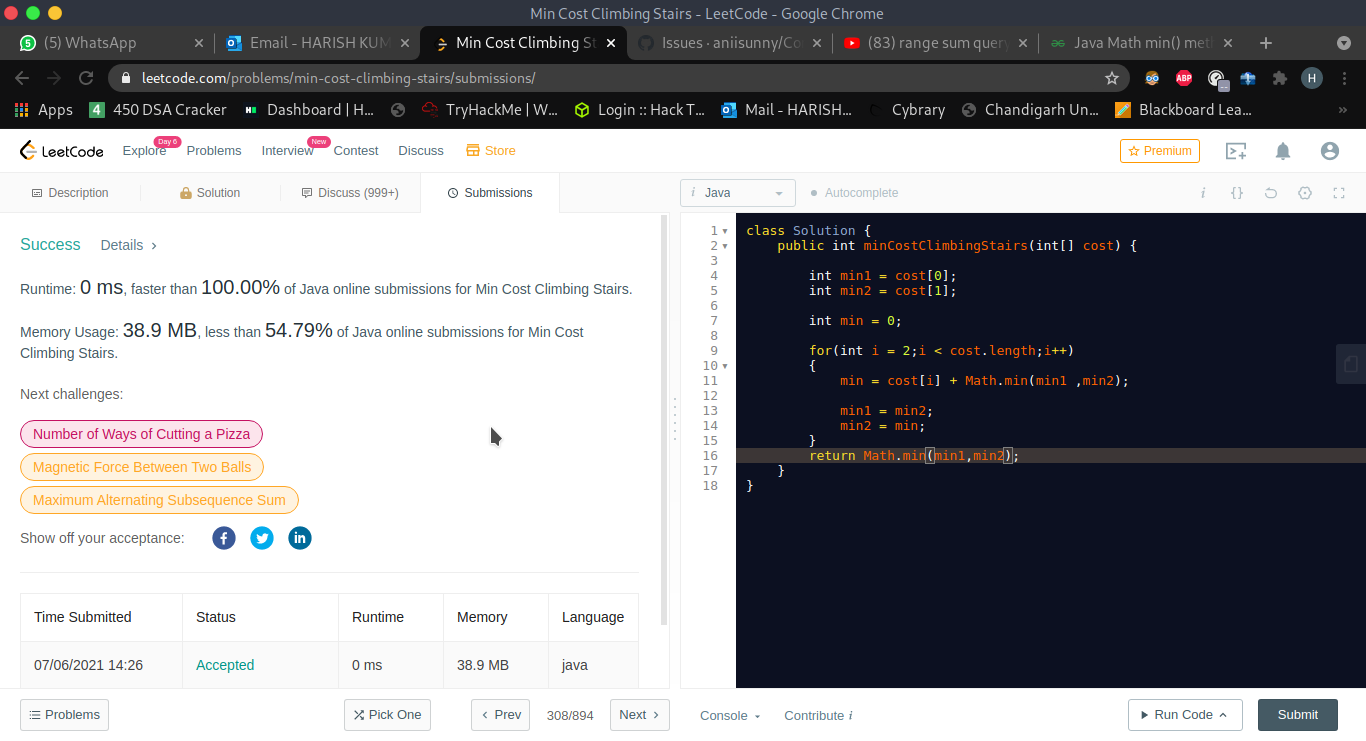 Min Cost Climbing Stairs - LeetCode - Google Chrome
(5) WhatsApp
Email - HARISH KUM
Min Cost Climbing St
Issues · aniisunny/Co
(83) range sum query
Java Math min() met
leetcode.com/problems/min-cost-climbing-stairs/submissions/
ABP
H
Apps
4 450 DSA Cracker
Dashboard | H...
TryHackMe | W...
Login :: Hack T...
Mail - HARISH...
Cybrary
Chandigarh Un...
Blackboard Lea...
»
LeetCode
Explore
Day 6
Problems
Interview
New
Contest
Discuss
Store
Premium
Description
Solution
Discuss (999+)
Submissions
i Java
Autocomplete
i {}
Success Details >
Runtime: 0 ms, faster than 100.00% of Java online submissions for Min Cost Climbing Stairs.
Memory Usage: 38.9 MB, less than 54.79% of Java online submissions for Min Cost
Climbing Stairs.
Next challenges:
Number of Ways of Cutting a Pizza
Magnetic Force Between Two Balls
Maximum Alternating Subsequence Sum
Show off your acceptance:
Time Submitted Status Runtime Memory Language
07/06/2021 14:26 Accepted 0 ms 38.9 MB java
1 class Solution {
2 public int minCostClimbingStairs(int[] cost) {
3
4 int min1 = cost[0];
5 int min2 = cost[1];
6
7 int min = 0;
8
9 for(int i = 2;i < cost.length;i++)
10 {
11 min = cost[i] + Math.min(min1 ,min2);
12
13 min1 = min2;
14 min2 = min;
15 }
16 return Math.min(min1,min2);
17 }
18 }
Problems
Pick One
< Prev
308/894
Next >
Console
Contribute i
Run Code
Submit